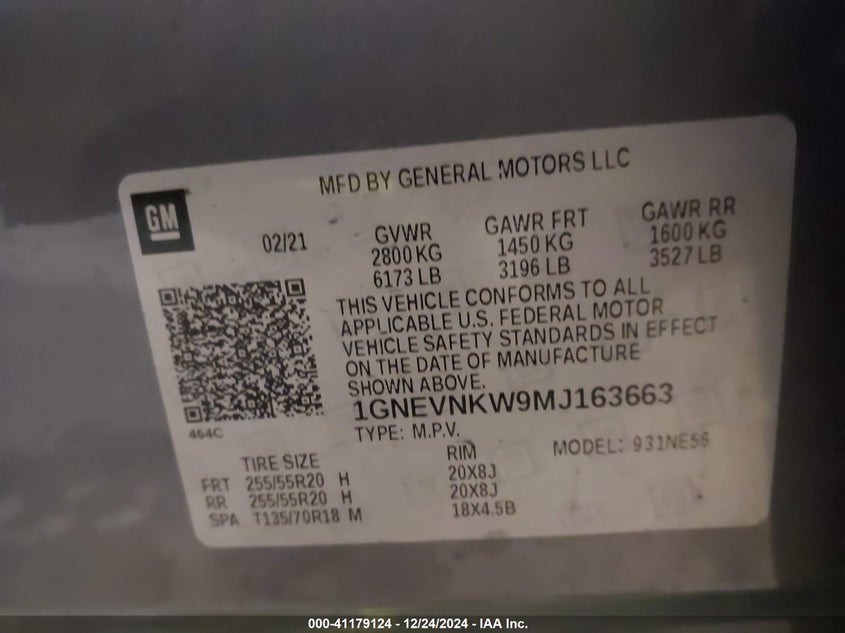 MFD BY GENERAL MOTORS LLC
GM
02/21
GVWR
2800 KG
6173 LB
GAWR FRT
1450 KG
3196 LB
GAWR RR
1600 KG
3527 LB
THIS VEHICLE CONFORMS TO ALL
APPLICABLE U.S. FEDERAL MOTOR
VEHICLE SAFETY STANDARDS IN EFFECT
ON THE DATE OF MANUFACTURE
SHOWN ABOVE.
464C
1GNEVNKW9MJ163663
TYPE: M.P.V.
MODEL: 931NE56
TIRE SIZE RIM
FRT 255/55R20 H 20X8J
RR 255/55R20 H 20X8J
SPA T135/70R18 M 18X4.5B
000-41179124 - 12/24/2024 - IAA Inc.